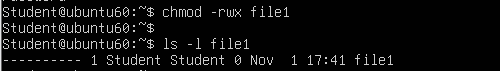 Student@ubuntu60:~$ chmod -rwx file1
Student@ubuntu60:~$
Student@ubuntu60:~$ ls -l file1
---------- 1 Student Student 0 Nov  1 17:41 file1